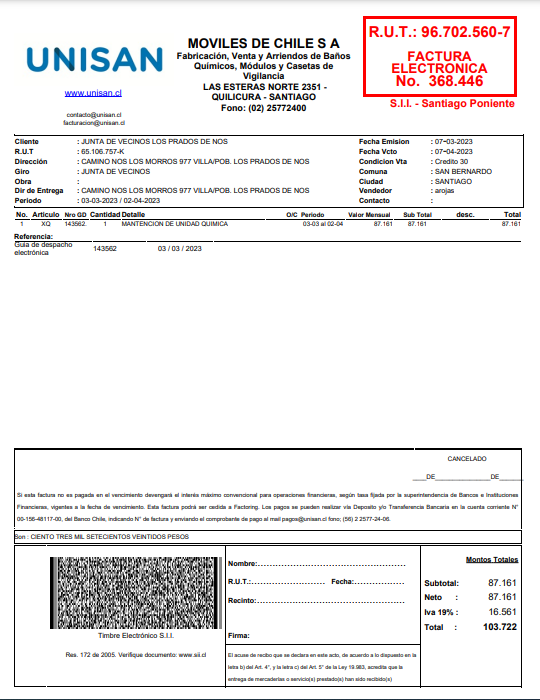 UNISAN
www.unisan.cl
contacto@unisan.cl
facturacion@unisan.cl
MOVILES DE CHILE S A
Fabricación, Venta y Arriendos de Baños
Químicos, Módulos y Casetas de
Vigilancia
LAS ESTERAS NORTE 2351 -
QUILICURA - SANTIAGO
Fono: (02) 25772400
R.U.T.: 96.702.560-7
FACTURA
ELECTRONICA
No. 368.446
S.I.I. - Santiago Poniente
Cliente : JUNTA DE VECINOS LOS PRADOS DE NOS Fecha Emision : 07-03-2023
R.U.T : 65.106.757-K Fecha Vcto : 07-04-2023
Dirección : CAMINO NOS LOS MORROS 977 VILLA/POB. LOS PRADOS DE NOS Condicion Vta : Credito 30
Giro : JUNTA DE VECINOS Comuna : SAN BERNARDO
Obra : Ciudad : SANTIAGO
Dir de Entrega : CAMINO NOS LOS MORROS 977 VILLA/POB. LOS PRADOS DE NOS Vendedor : arojas
Periodo : 03-03-2023 / 02-04-2023 Contacto :
No. Articulo Nro GD Cantidad Detalle O/C Periodo Valor Mensual Sub Total desc. Total
1 XQ 143562. 1 MANTENCION DE UNIDAD QUIMICA 03-03 al 02-04 87.161 87.161 87.161
Referencia:
Guia de despacho 143562 03 / 03 / 2023
electrónica
CANCELADO
____DE______________DE______
Si esta factura no es pagada en el vencimiento devengará el interés máximo convencional para operaciones financieras, según tasa fijada por la superintendencia de Bancos e Instituciones
Financieras, vigentes a la fecha de vencimiento. Esta factura podrá ser cedida a Factoring. Los pagos se pueden realizar vía Deposito y/o Transferencia Bancaria en la cuenta corriente N°
00-156-48117-00, del Banco Chile, indicando N° de factura y enviando el comprobante de pago al mail pagos@unisan.cl fono; (56) 2 2577-24-06.
Son : CIENTO TRES MIL SETECIENTOS VEINTIDOS PESOS
Timbre Electrónico S.I.I.
Res. 172 de 2005. Verifique documento: www.sii.cl
Nombre:........................................
R.U.T.:.................... Fecha:..............
Recinto:........................................
Firma:
El acuse de recibo que se declara en este acto, de acuerdo a lo dispuesto en la
letra b) del Art. 4°, y la letra c) del Art. 5° de la Ley 19.983, acredita que la
entrega de mercaderías o servicio(s) prestado(s) han sido recibido(s)
Montos Totales
Subtotal: 87.161
Neto : 87.161
Iva 19% : 16.561
Total : 103.722